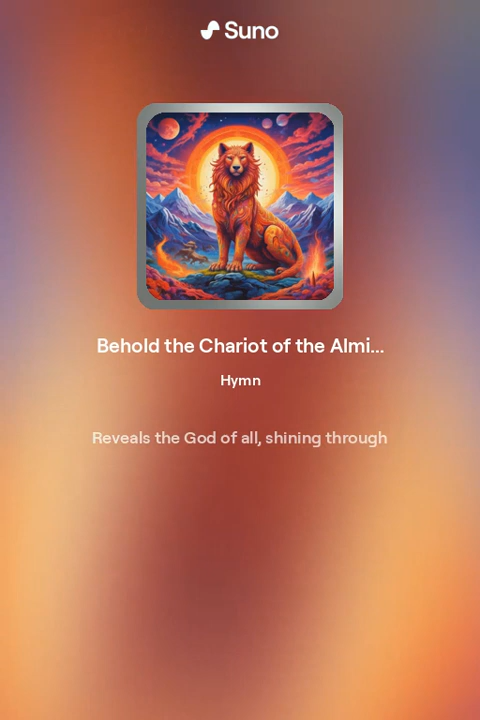 Suno
Behold the Chariot of the Almi...
Hymn
Reveals the God of all, shining through